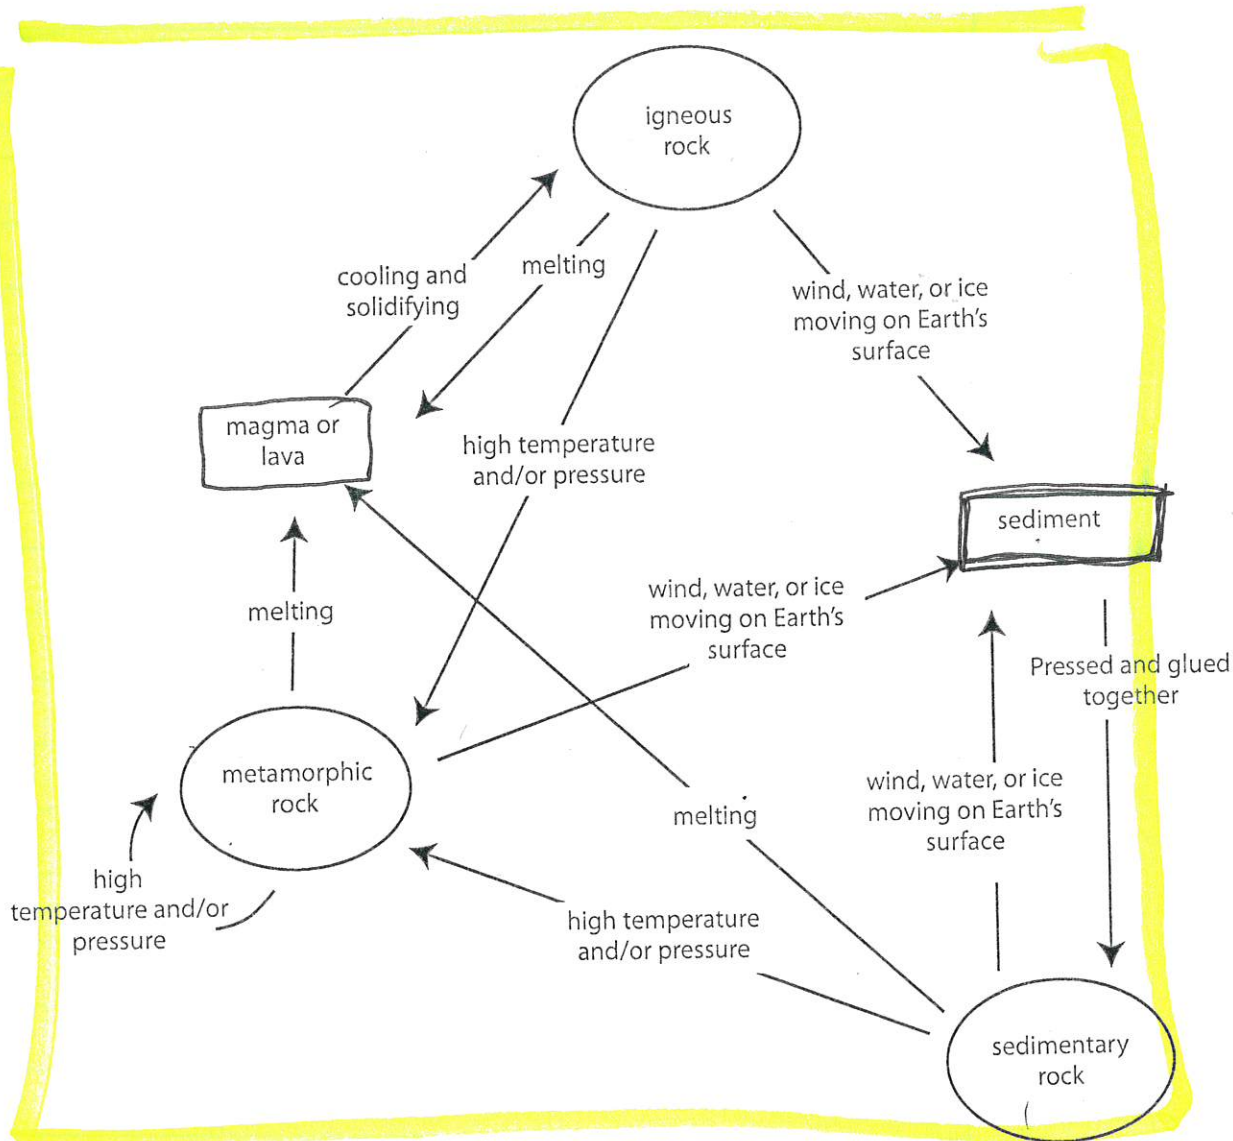 igneous
rock
cooling and
solidifying
melting
wind, water, or ice
moving on Earth's
surface
magma or
lava
high temperature
and/or pressure
sediment
melting
wind, water, or ice
moving on Earth's
surface
Pressed and glued
together
metamorphic
rock
melting
wind, water, or ice
moving on Earth's
surface
high
temperature and/or
pressure
high temperature
and/or pressure
sedimentary
rock